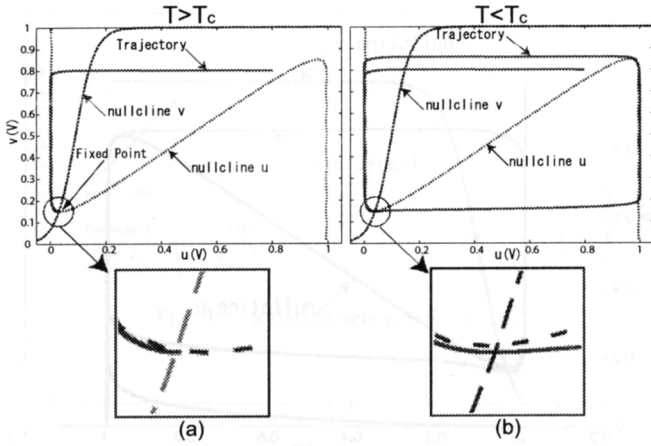 T>Tc
T<Tc
1
0.9
0.8
0.7
0.6
0.5
0.4
0.3
0.2
0.1
0
v(V)
Trajectory
nullcline v
Fixed Point
nullcline u
0
0.2
0.4
0.6
0.8
1
u(V)
Trajectory
nullcline v
nullcline u
0
0.2
0.4
0.6
0.8
1
u(V)
(a)
(b)